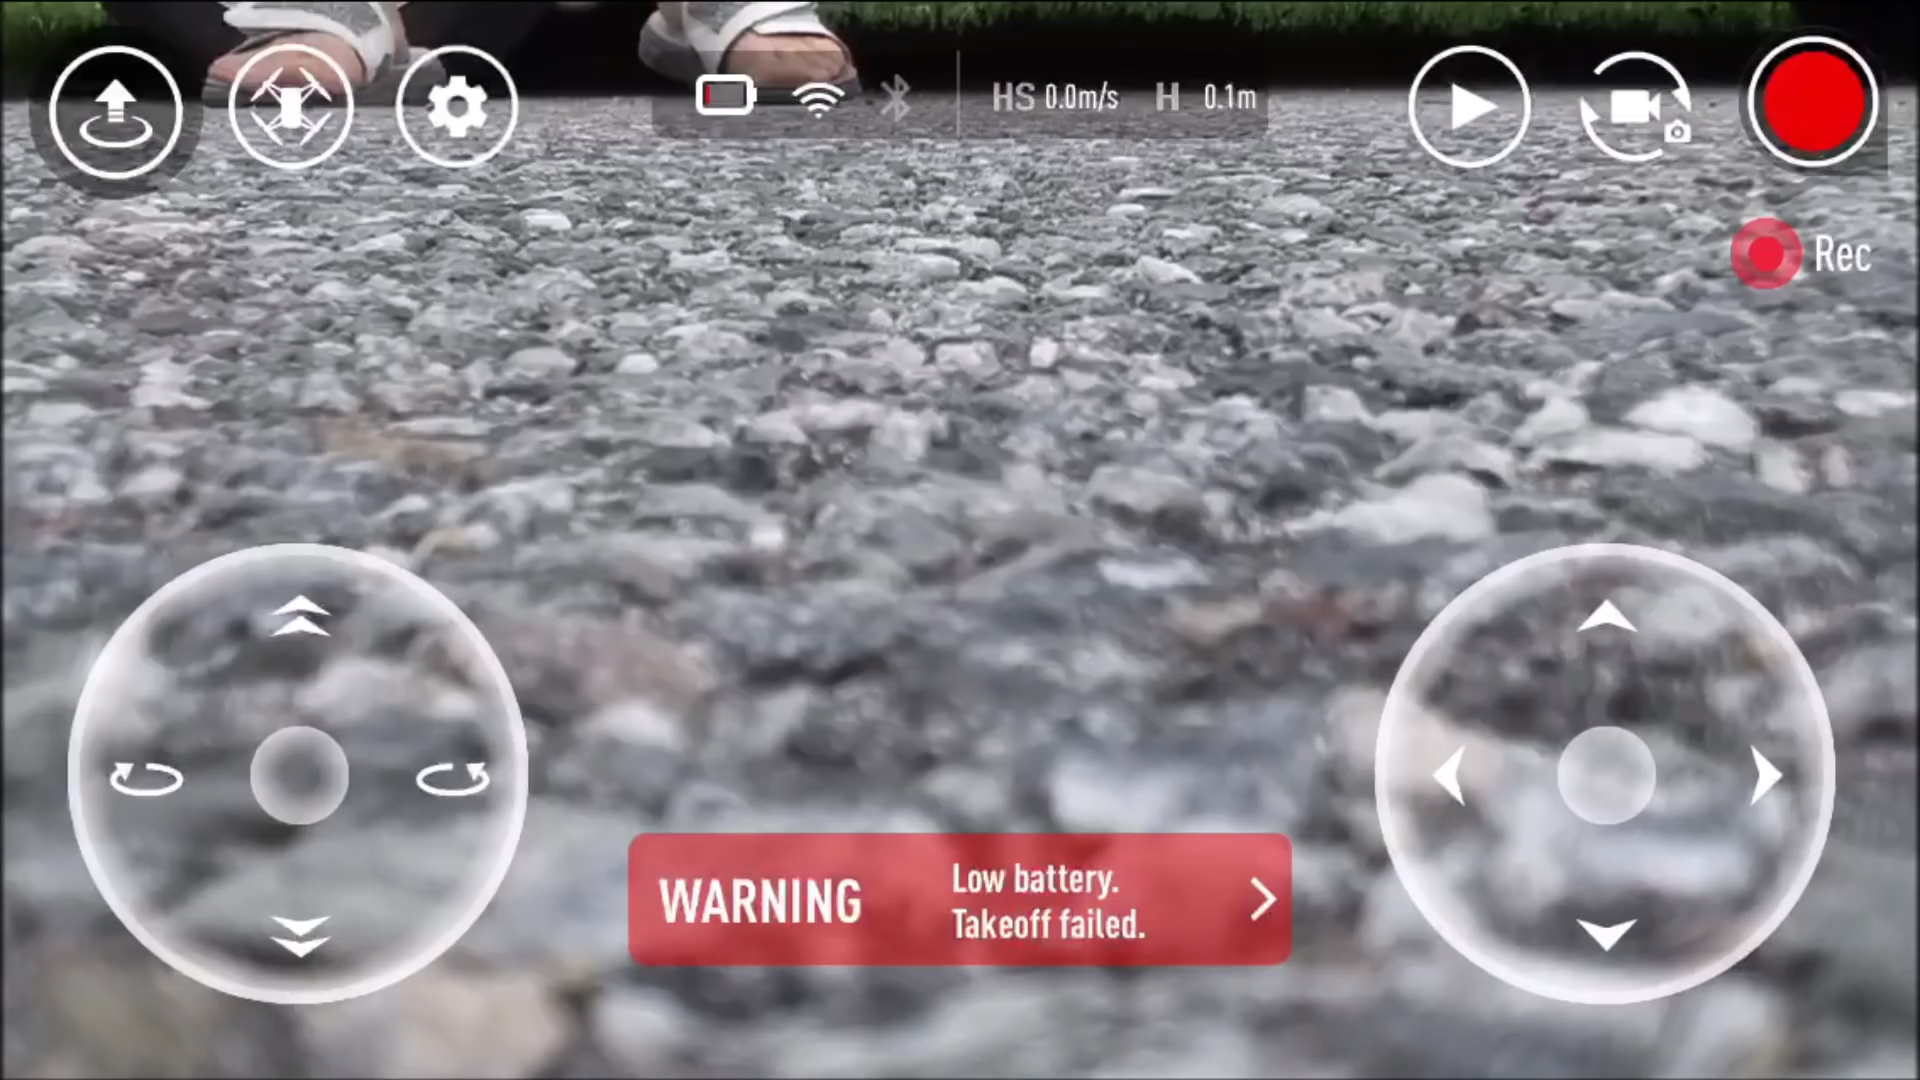 HS 0.0m/s H 0.1m
Rec
WARNING
Low battery.
Takeoff failed.